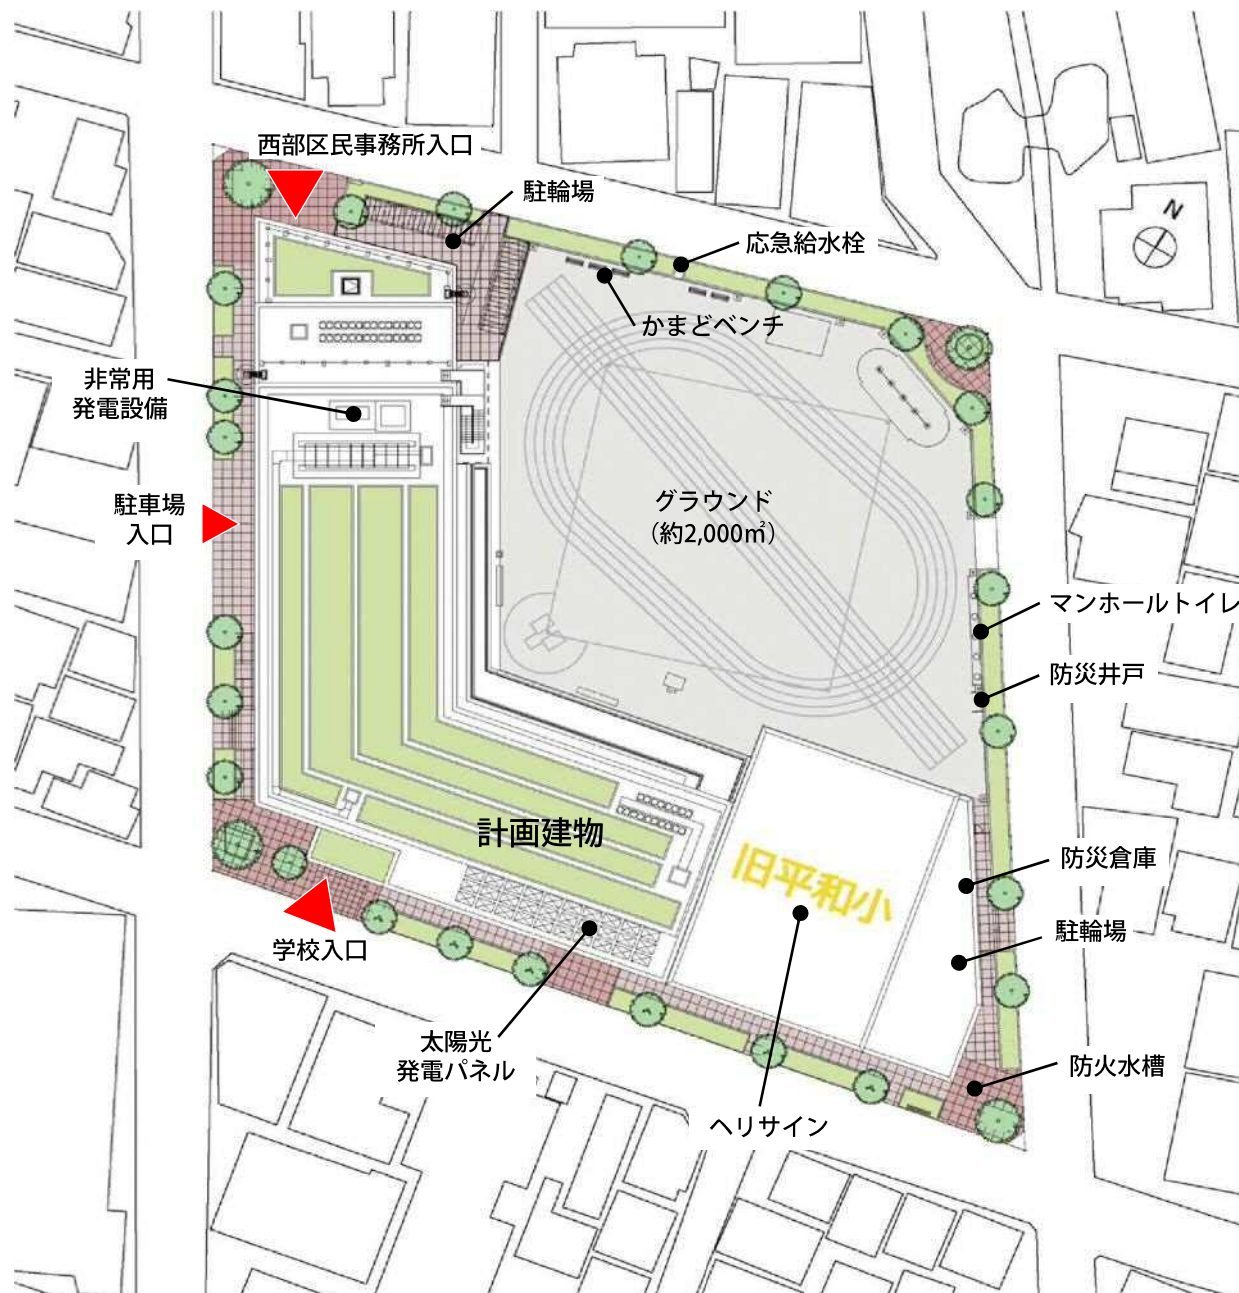 西部区民事務所入口
駐輪場
N
応急給水栓
かまどベンチ
非常用
発電設備
駐車場
入口
グラウンド
(約2,000㎡)
マンホールトイレ
防災井戸
計画建物
旧平和小
防災倉庫
駐輪場
学校入口
太陽光
発電パネル
防火水槽
ヘリサイン